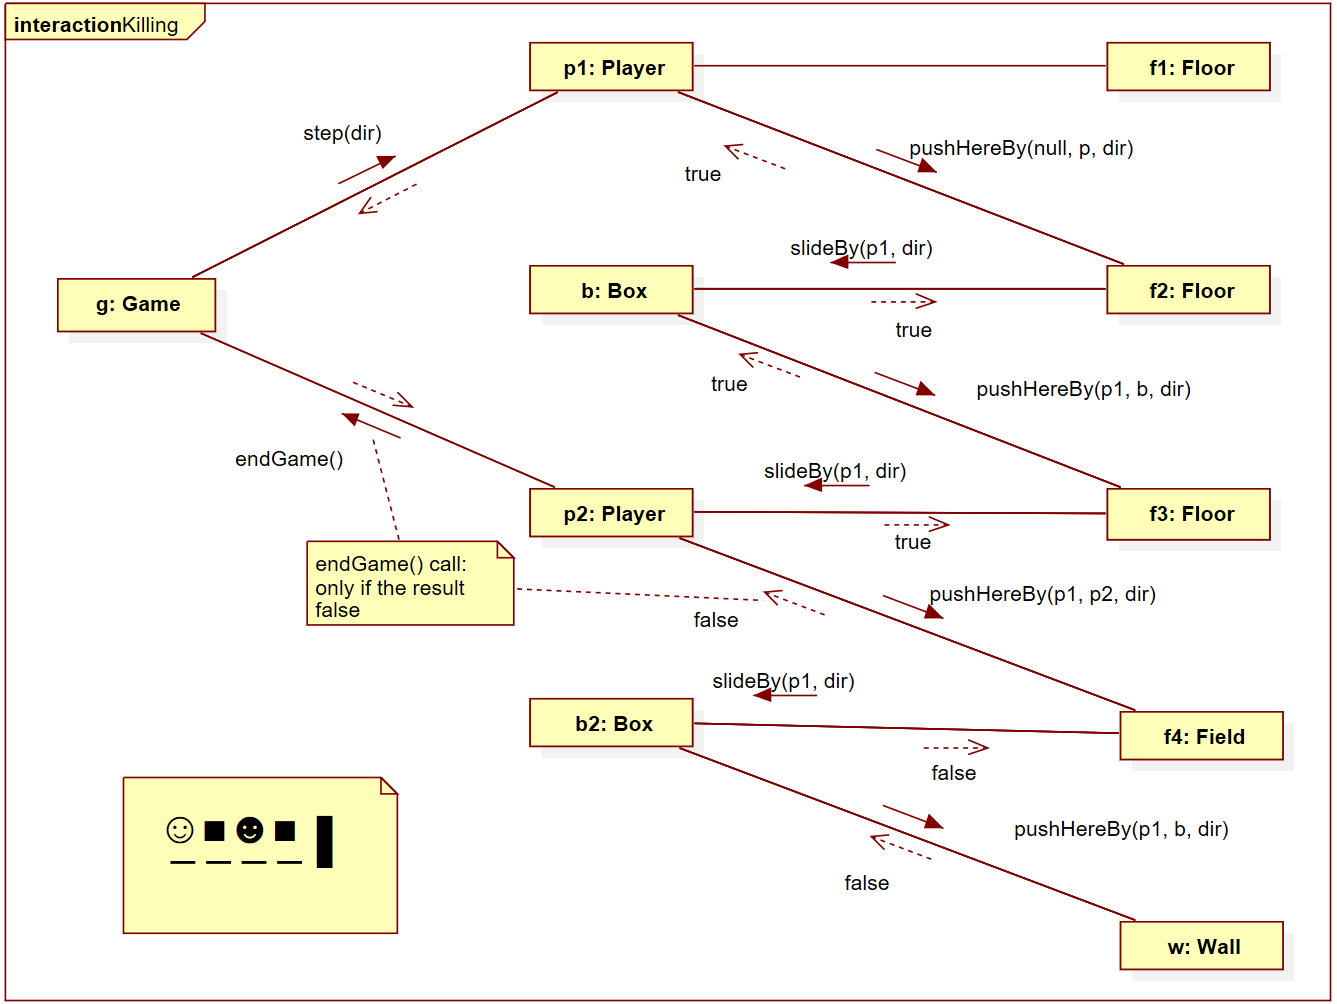 interactionKilling
p1: Player
f1: Floor
step(dir)
pushHereBy(null, p, dir)
true
slideBy(p1, dir)
g: Game
b: Box
f2: Floor
true
true
pushHereBy(p1, b, dir)
endGame()
slideBy(p1, dir)
p2: Player
f3: Floor
true
endGame() call:
only if the result
false
pushHereBy(p1, p2, dir)
false
slideBy(p1, dir)
b2: Box
f4: Field
false
pushHereBy(p1, b, dir)
false
w: Wall